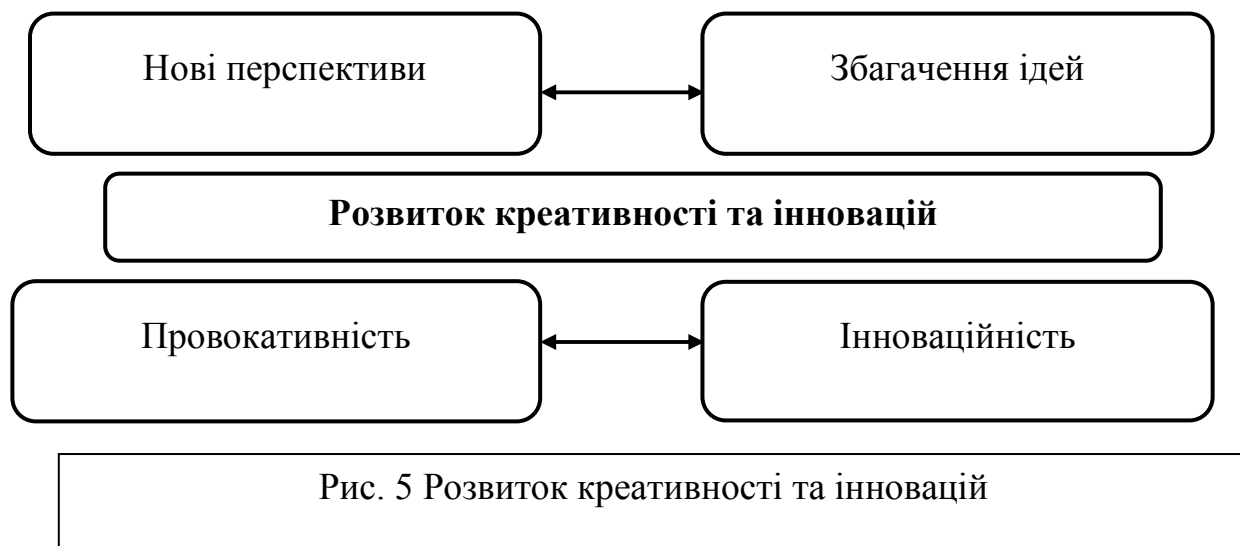 Нові перспективи
Збагачення ідей
Розвиток креативності та інновацій
Провокативність
Інноваційність
Рис. 5 Розвиток креативності та інновацій